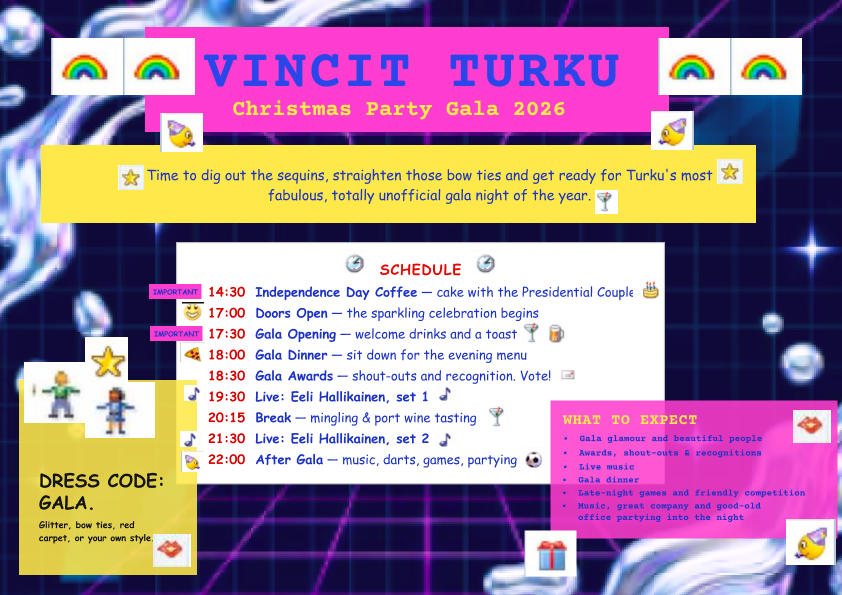 VINCIT TURKU
Christmas Party Gala 2026
Time to dig out the sequins, straighten those bow ties and get ready for Turku's most
fabulous, totally unofficial gala night of the year.
SCHEDULE
IMPORTANT 14:30 Independence Day Coffee — cake with the Presidential Couple
17:00 Doors Open — the sparkling celebration begins
IMPORTANT 17:30 Gala Opening — welcome drinks and a toast
18:00 Gala Dinner — sit down for the evening menu
18:30 Gala Awards — shout-outs and recognition. Vote!
19:30 Live: Eeli Hallikainen, set 1
20:15 Break — mingling & port wine tasting
21:30 Live: Eeli Hallikainen, set 2
22:00 After Gala — music, darts, games, partying
DRESS CODE:
GALA.
Glitter, bow ties, red
carpet, or your own style.
WHAT TO EXPECT
• Gala glamour and beautiful people
• Awards, shout-outs & recognitions
• Live music
• Gala dinner
• Late-night games and friendly competition
• Music, great company and good-old
office partying into the night